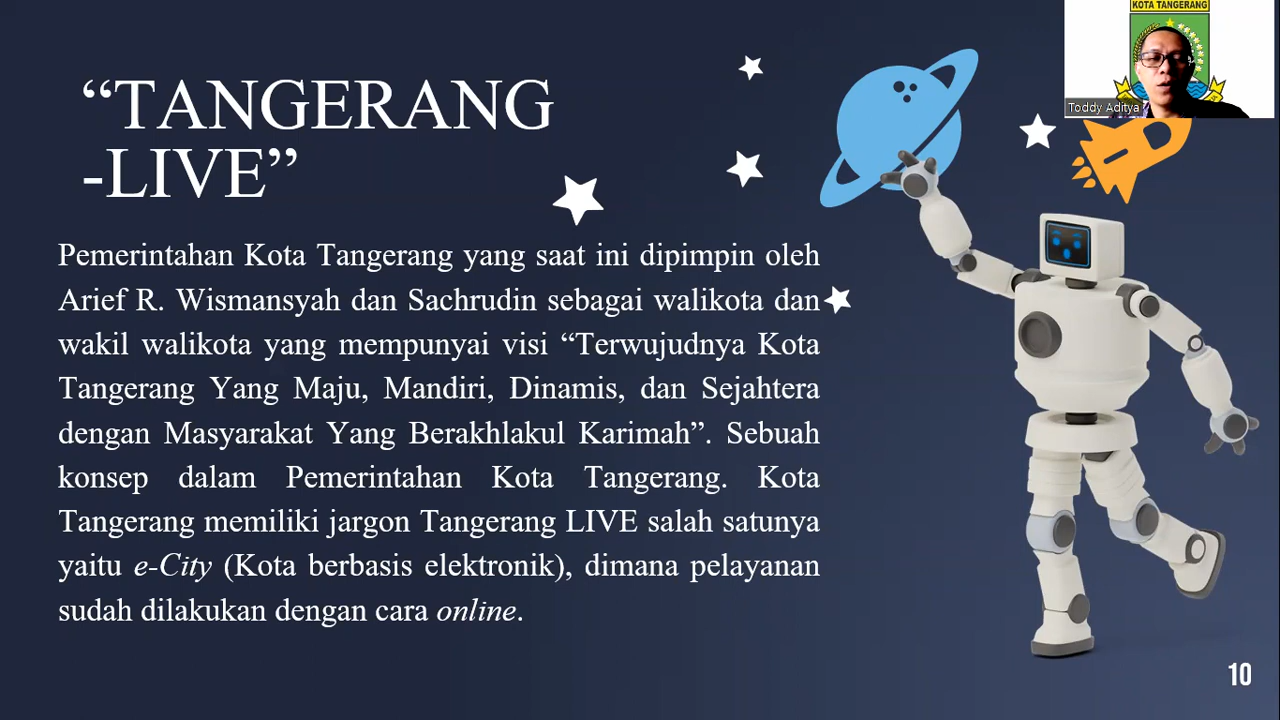 KOTA TANGERANG
Toddy Aditya
“TANGERANG
-LIVE”
Pemerintahan Kota Tangerang yang saat ini dipimpin oleh
Arief R. Wismansyah dan Sachrudin sebagai walikota dan
wakil walikota yang mempunyai visi “Terwujudnya Kota
Tangerang Yang Maju, Mandiri, Dinamis, dan Sejahtera
dengan Masyarakat Yang Berakhlakul Karimah”. Sebuah
konsep dalam Pemerintahan Kota Tangerang. Kota
Tangerang memiliki jargon Tangerang LIVE salah satunya
yaitu e-City (Kota berbasis elektronik), dimana pelayanan
sudah dilakukan dengan cara online.
10